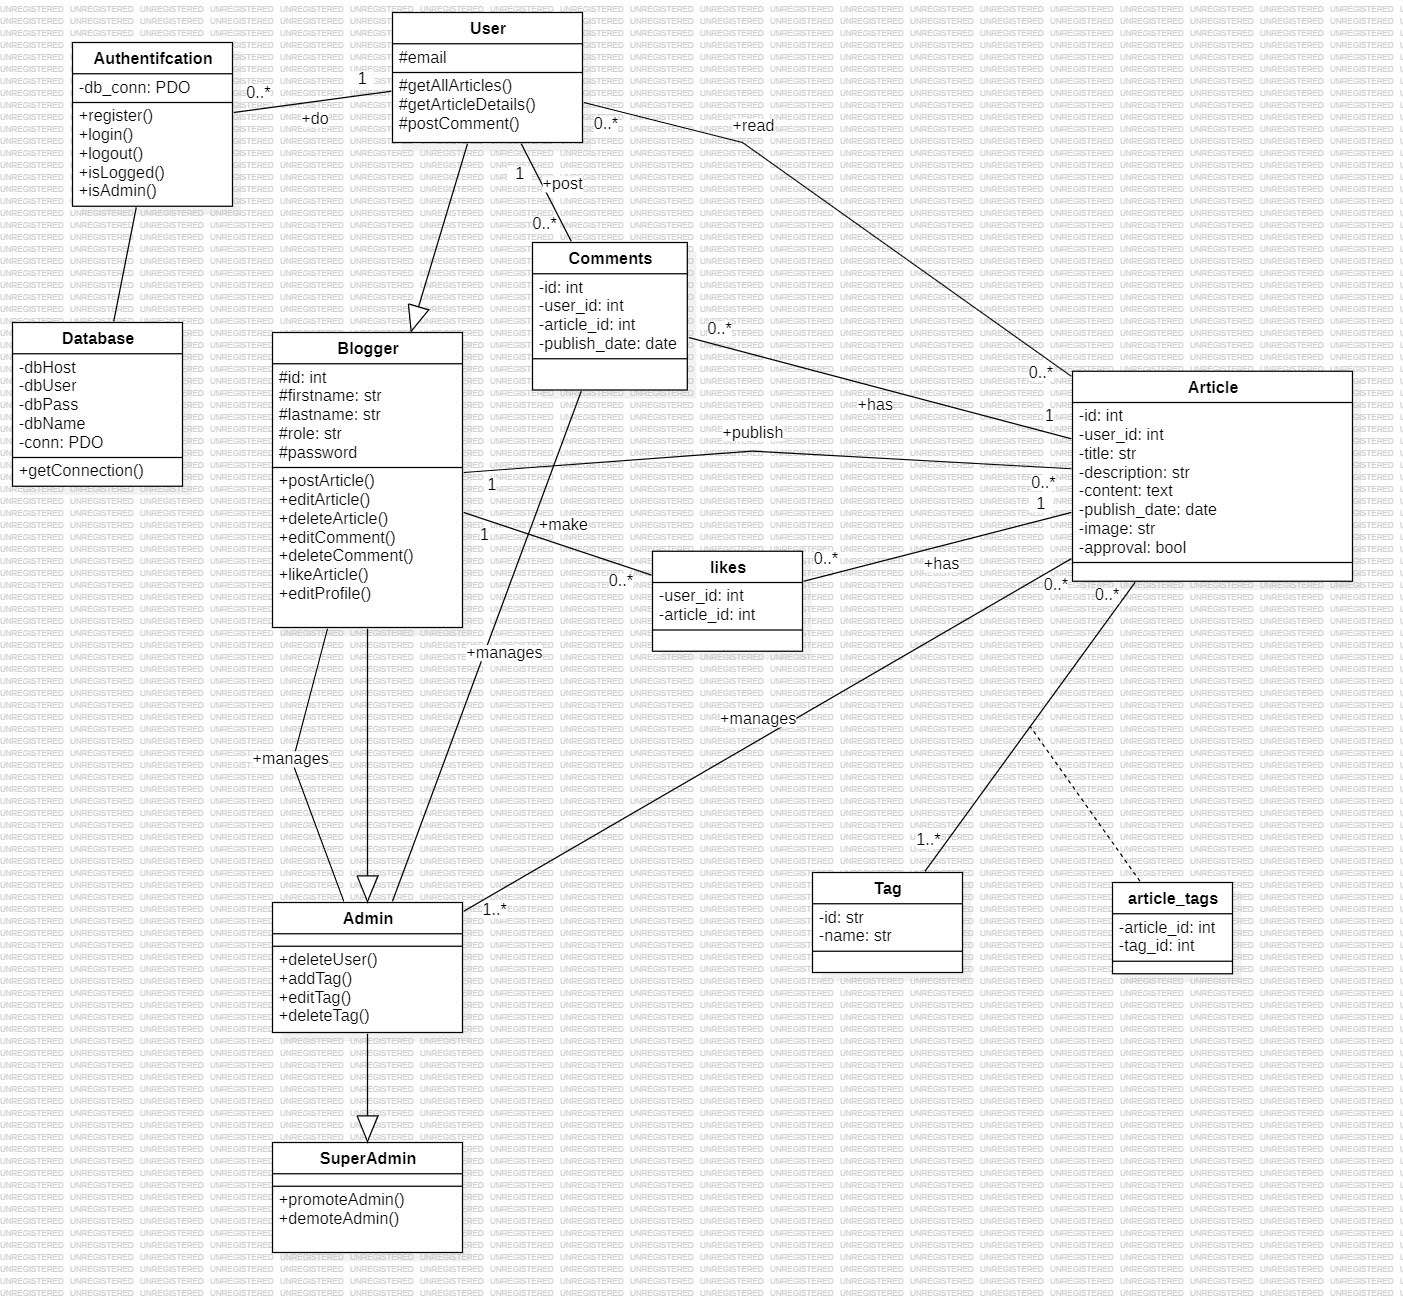 User
#email
#getAllArticles()
#getArticleDetails()
#postComment()
Authentifcation
-db_conn: PDO
+register()
+login()
+logout()
+isLogged()
+isAdmin()
0..*
1
+do
0..*
+read
1
+post
0..*
Comments
-id: int
-user_id: int
-article_id: int
-publish_date: date
Database
-dbHost
-dbUser
-dbPass
-dbName
-conn: PDO
+getConnection()
Blogger
#id: int
#firstname: str
#lastname: str
#role: str
#password
+postArticle()
+editArticle()
+deleteArticle()
+editComment()
+deleteComment()
+likeArticle()
+editProfile()
0..*
+has
1
0..*
Article
-id: int
-user_id: int
-title: str
-description: str
-content: text
-publish_date: date
-image: str
-approval: bool
+publish
1
0..*
1
+make
1
0..*
0..*
+has
likes
-user_id: int
-article_id: int
0..*
0..*
+manages
+manages
+manages
1..*
1..*
Admin
+deleteUser()
+addTag()
+editTag()
+deleteTag()
Tag
-id: str
-name: str
article_tags
-article_id: int
-tag_id: int
SuperAdmin
+promoteAdmin()
+demoteAdmin()
UNREGISTERED